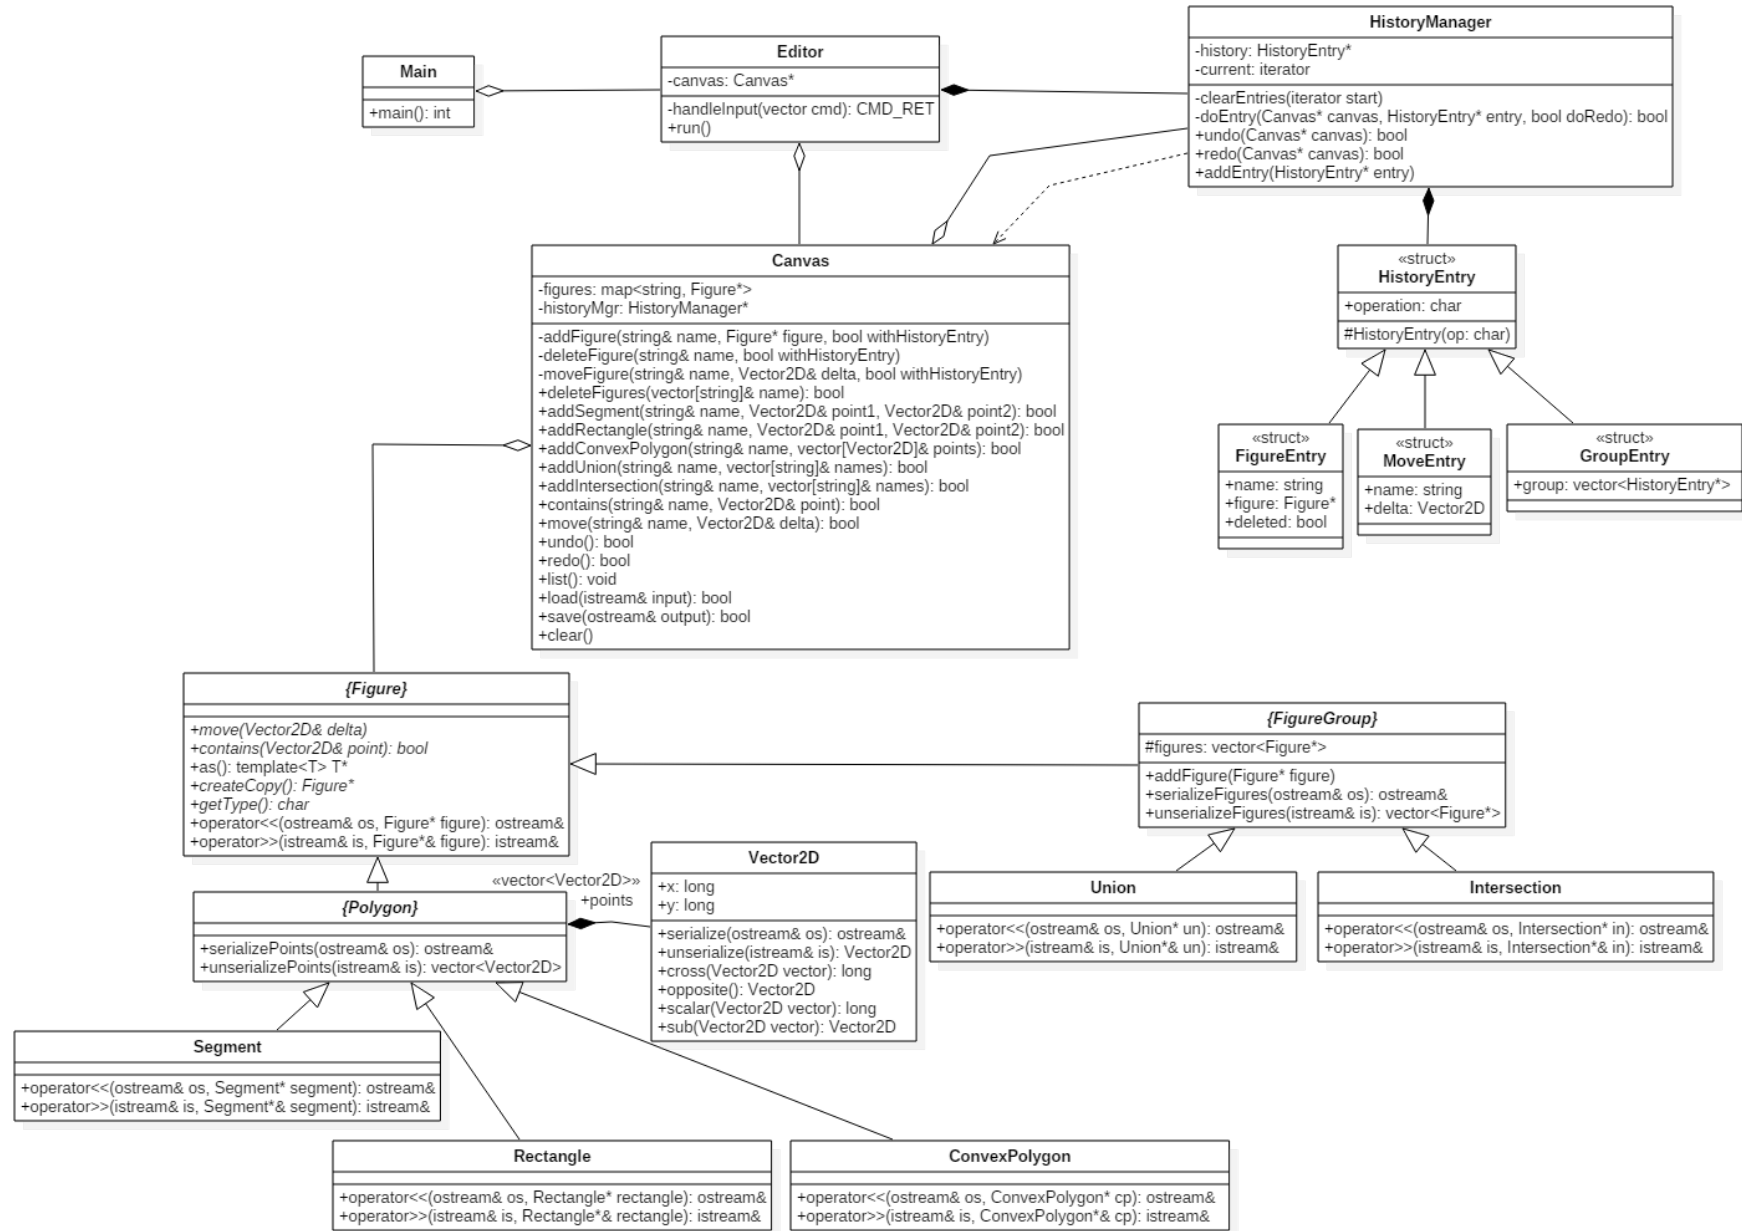 Main
+main(): int
Editor
-canvas: Canvas*
-handleInput(vector cmd): CMD_RET
+run()
HistoryManager
-history: HistoryEntry*
-current: iterator
-clearEntries(iterator start)
-doEntry(Canvas* canvas, HistoryEntry* entry, bool doRedo): bool
+undo(Canvas* canvas): bool
+redo(Canvas* canvas): bool
+addEntry(HistoryEntry* entry)
Canvas
-figures: map<string, Figure*>
-historyMgr: HistoryManager*
-addFigure(string& name, Figure* figure, bool withHistoryEntry)
-deleteFigure(string& name, bool withHistoryEntry)
-moveFigure(string& name, Vector2D& delta, bool withHistoryEntry)
+deleteFigures(vector[string]& name): bool
+addSegment(string& name, Vector2D& point1, Vector2D& point2): bool
+addRectangle(string& name, Vector2D& point1, Vector2D& point2): bool
+addConvexPolygon(string& name, vector[Vector2D]& points): bool
+addUnion(string& name, vector[string]& names): bool
+addIntersection(string& name, vector[string]& names): bool
+contains(string& name, Vector2D& point): bool
+move(string& name, Vector2D& delta): bool
+undo(): bool
+redo(): bool
+list(): void
+load(istream& input): bool
+save(ostream& output): bool
+clear()
«struct»
HistoryEntry
+operation: char
#HistoryEntry(op: char)
«struct»
FigureEntry
+name: string
+figure: Figure*
+deleted: bool
«struct»
MoveEntry
+name: string
+delta: Vector2D
«struct»
GroupEntry
+group: vector<HistoryEntry*>
{Figure}
+move(Vector2D& delta)
+contains(Vector2D& point): bool
+as(): template<T> T*
+createCopy(): Figure*
+getType(): char
+operator<<(ostream& os, Figure* figure): ostream&
+operator>>(istream& is, Figure*& figure): istream&
{FigureGroup}
#figures: vector<Figure*>
+addFigure(Figure* figure)
+serializeFigures(ostream& os): ostream&
+unserializeFigures(istream& is): vector<Figure*>
{Polygon}
+serializePoints(ostream& os): ostream&
+unserializePoints(istream& is): vector<Vector2D>
«vector<Vector2D>»
+points
Vector2D
+x: long
+y: long
+serialize(ostream& os): ostream&
+unserialize(istream& is): Vector2D
+cross(Vector2D vector): long
+opposite(): Vector2D
+scalar(Vector2D vector): long
+sub(Vector2D vector): Vector2D
Union
+operator<<(ostream& os, Union* un): ostream&
+operator>>(istream& is, Union*& un): istream&
Intersection
+operator<<(ostream& os, Intersection* in): ostream&
+operator>>(istream& is, Intersection*& in): istream&
Segment
+operator<<(ostream& os, Segment* segment): ostream&
+operator>>(istream& is, Segment*& segment): istream&
Rectangle
+operator<<(ostream& os, Rectangle* rectangle): ostream&
+operator>>(istream& is, Rectangle*& rectangle): istream&
ConvexPolygon
+operator<<(ostream& os, ConvexPolygon* cp): ostream&
+operator>>(istream& is, ConvexPolygon*& cp): istream&